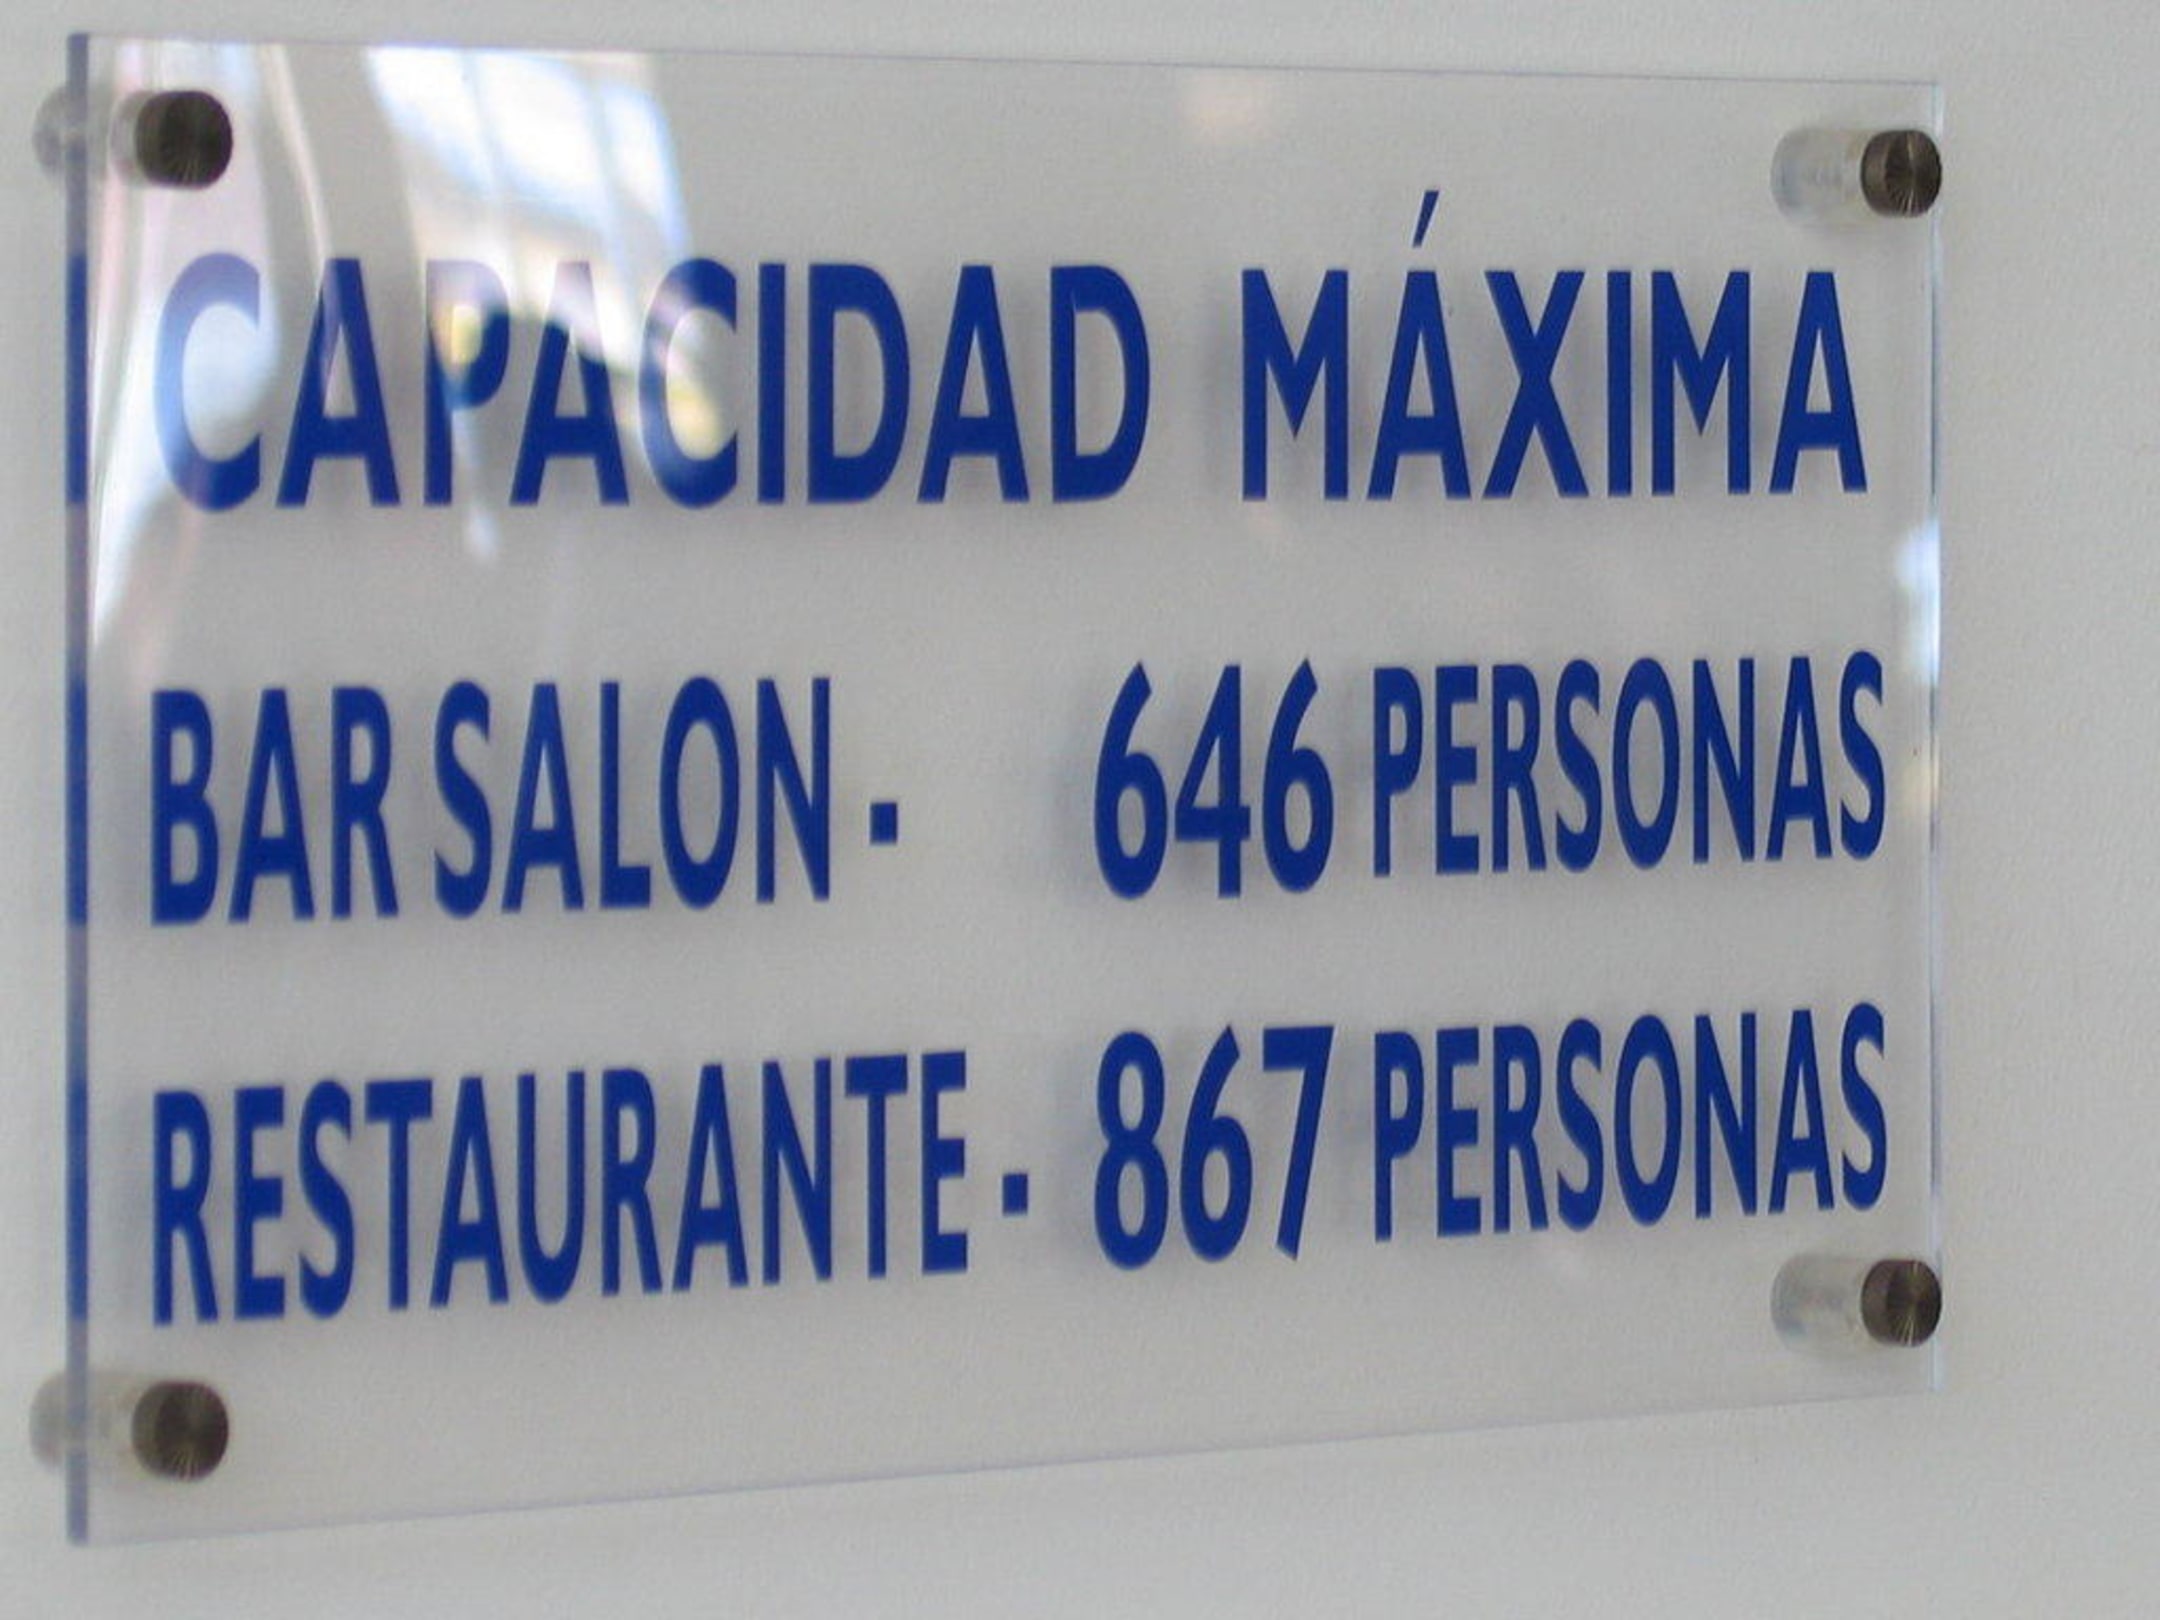 CAPACIDAD MÁXIMA
BAR SALON - 646 PERSONAS
RESTAURANTE - 867 PERSONAS